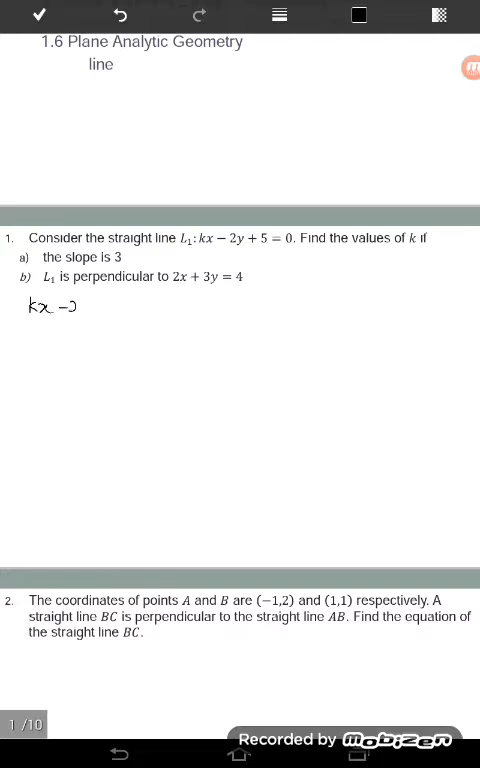 1.6 Plane Analytic Geometry
line
1. Consider the straight line L₁: kx − 2y + 5 = 0. Find the values of k if
a) the slope is 3
b) L₁ is perpendicular to 2x + 3y = 4
kx −
2. The coordinates of points A and B are (−1,2) and (1,1) respectively. A
straight line BC is perpendicular to the straight line AB. Find the equation of
the straight line BC.
1 /10
Recorded by mobizen